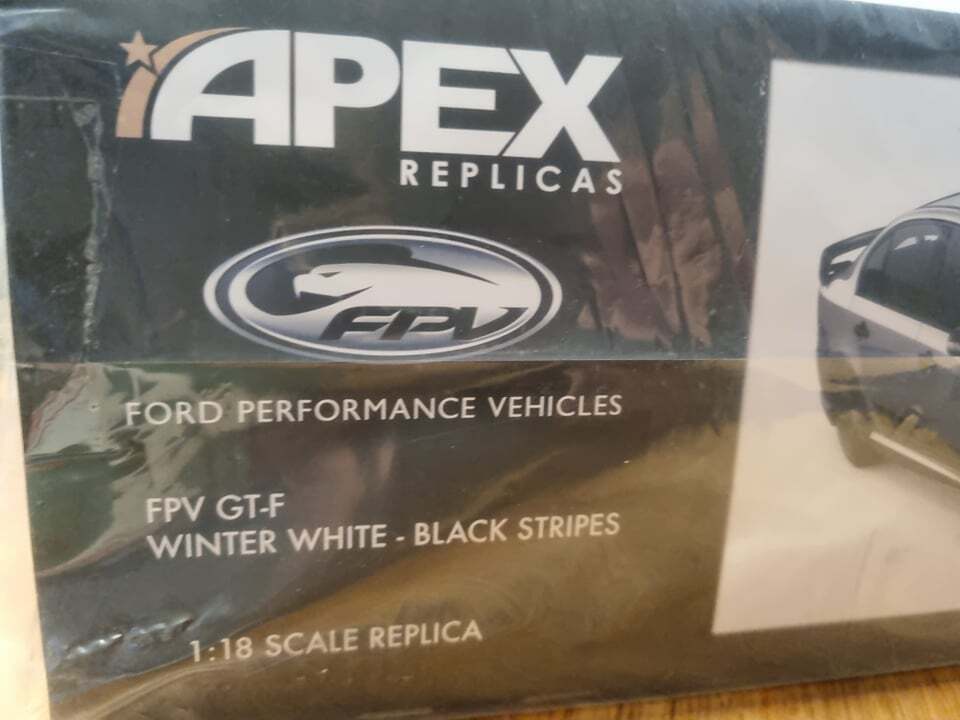 APEX
REPLICAS
FPV
FORD PERFORMANCE VEHICLES
FPV GT-F
WINTER WHITE - BLACK STRIPES
1:18 SCALE REPLICA